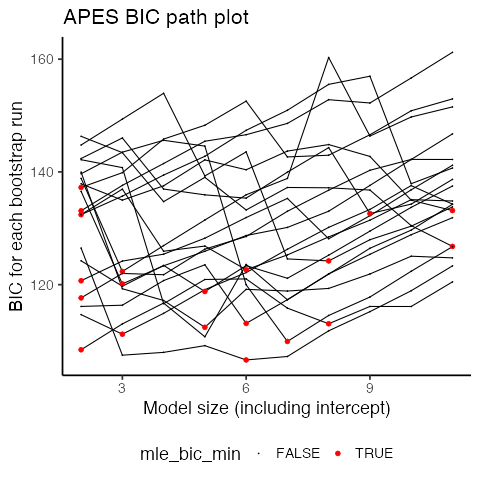 APES BIC path plot
BIC for each bootstrap run
160
140
120
3 6 9
Model size (including intercept)
mle_bic_min FALSE TRUE